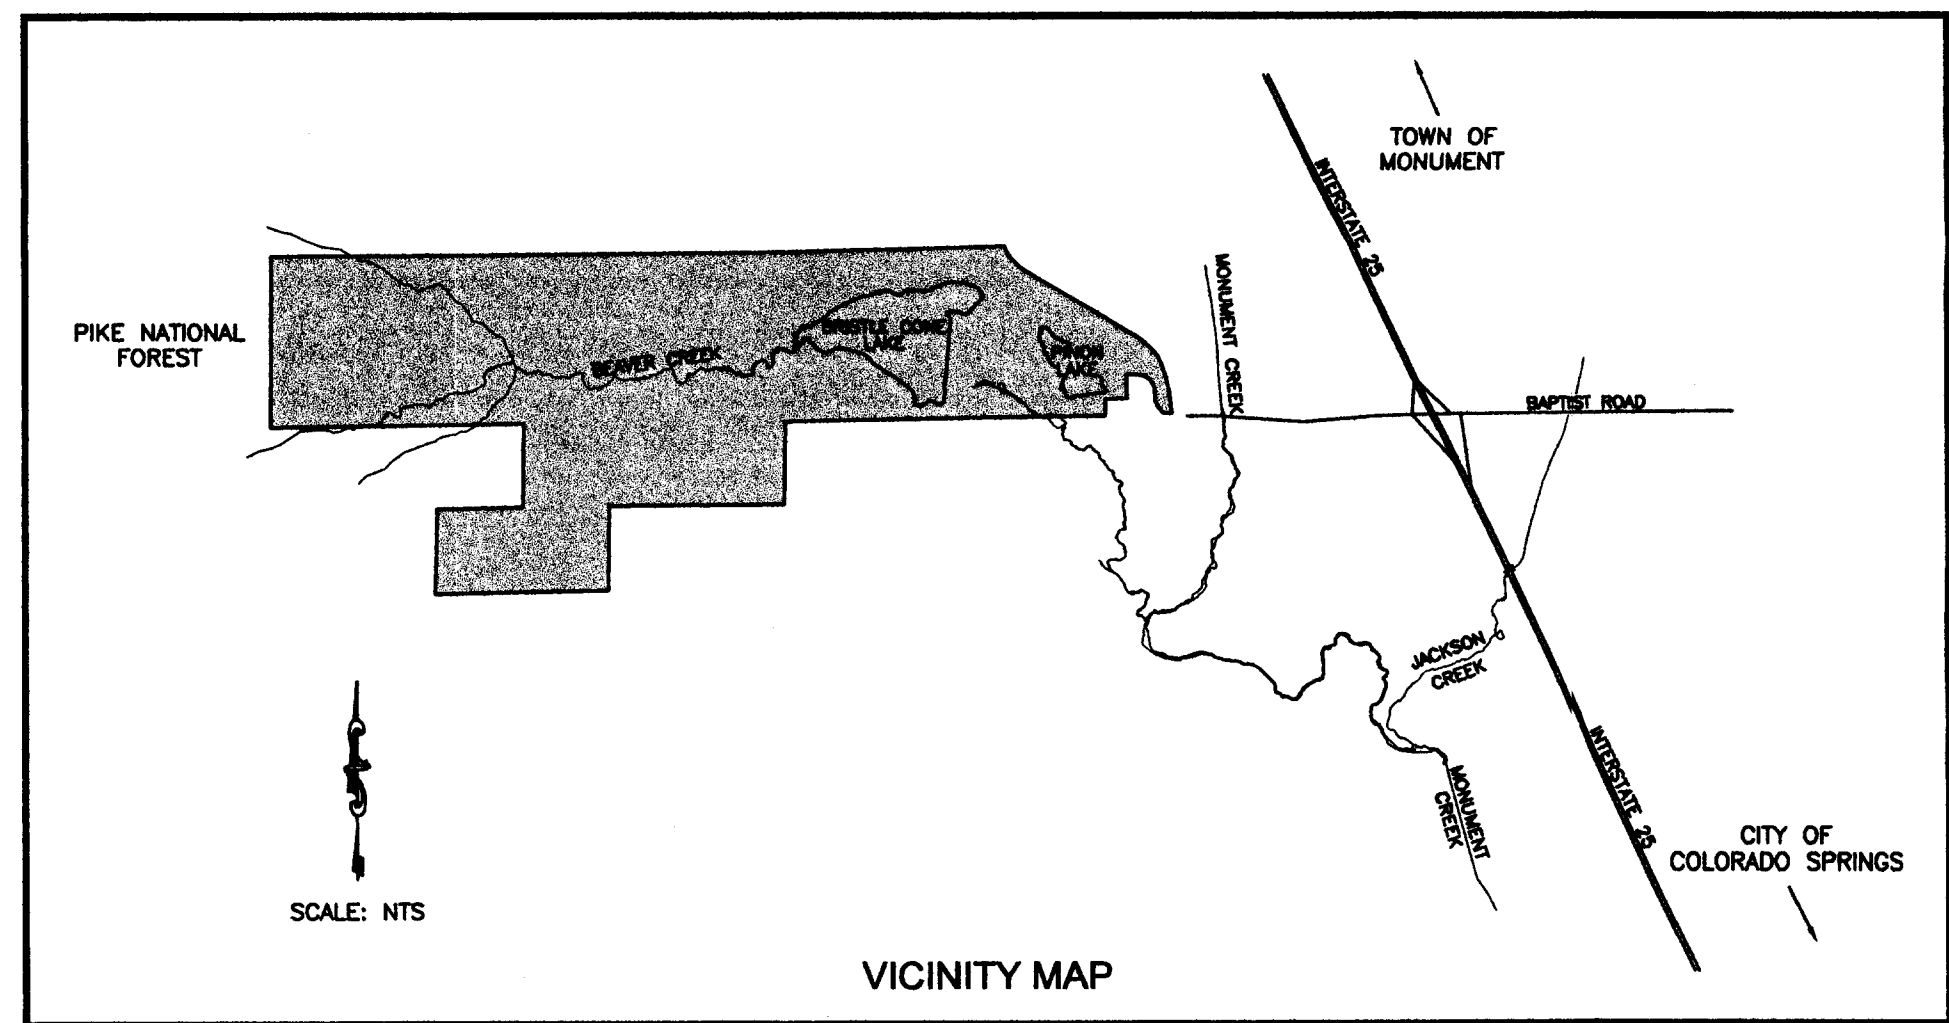 TOWN OF
MONUMENT
INTERSTATE 25
MONUMENT CREEK
PIKE NATIONAL
FOREST
BRISTLE CONE
LAKE
BEAVER CREEK
PINON
LAKE
BAPTIST ROAD
JACKSON
CREEK
INTERSTATE 25
MONUMENT
CREEK
CITY OF
COLORADO SPRINGS
SCALE: NTS
VICINITY MAP